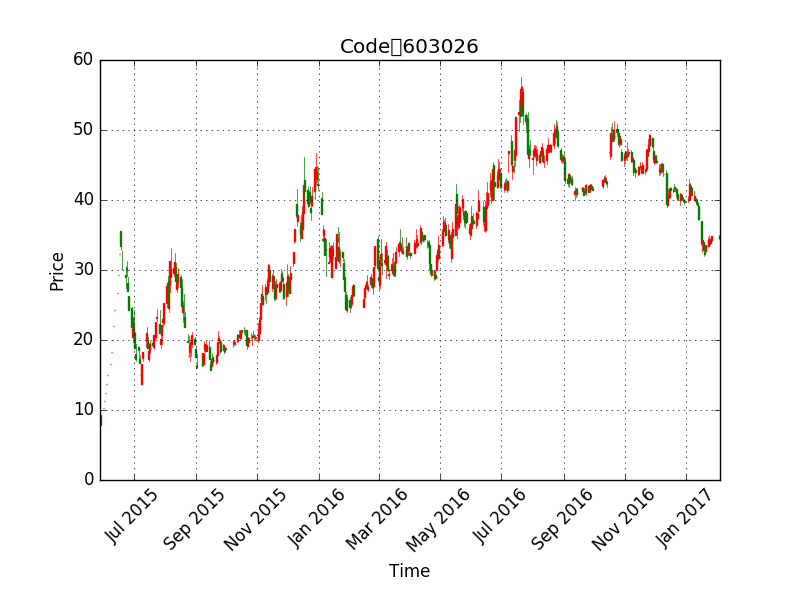 Code▯603026
60
50
40
30
20
10
0
Price
Jul 2015
Sep 2015
Nov 2015
Jan 2016
Mar 2016
May 2016
Jul 2016
Sep 2016
Nov 2016
Jan 2017
Time